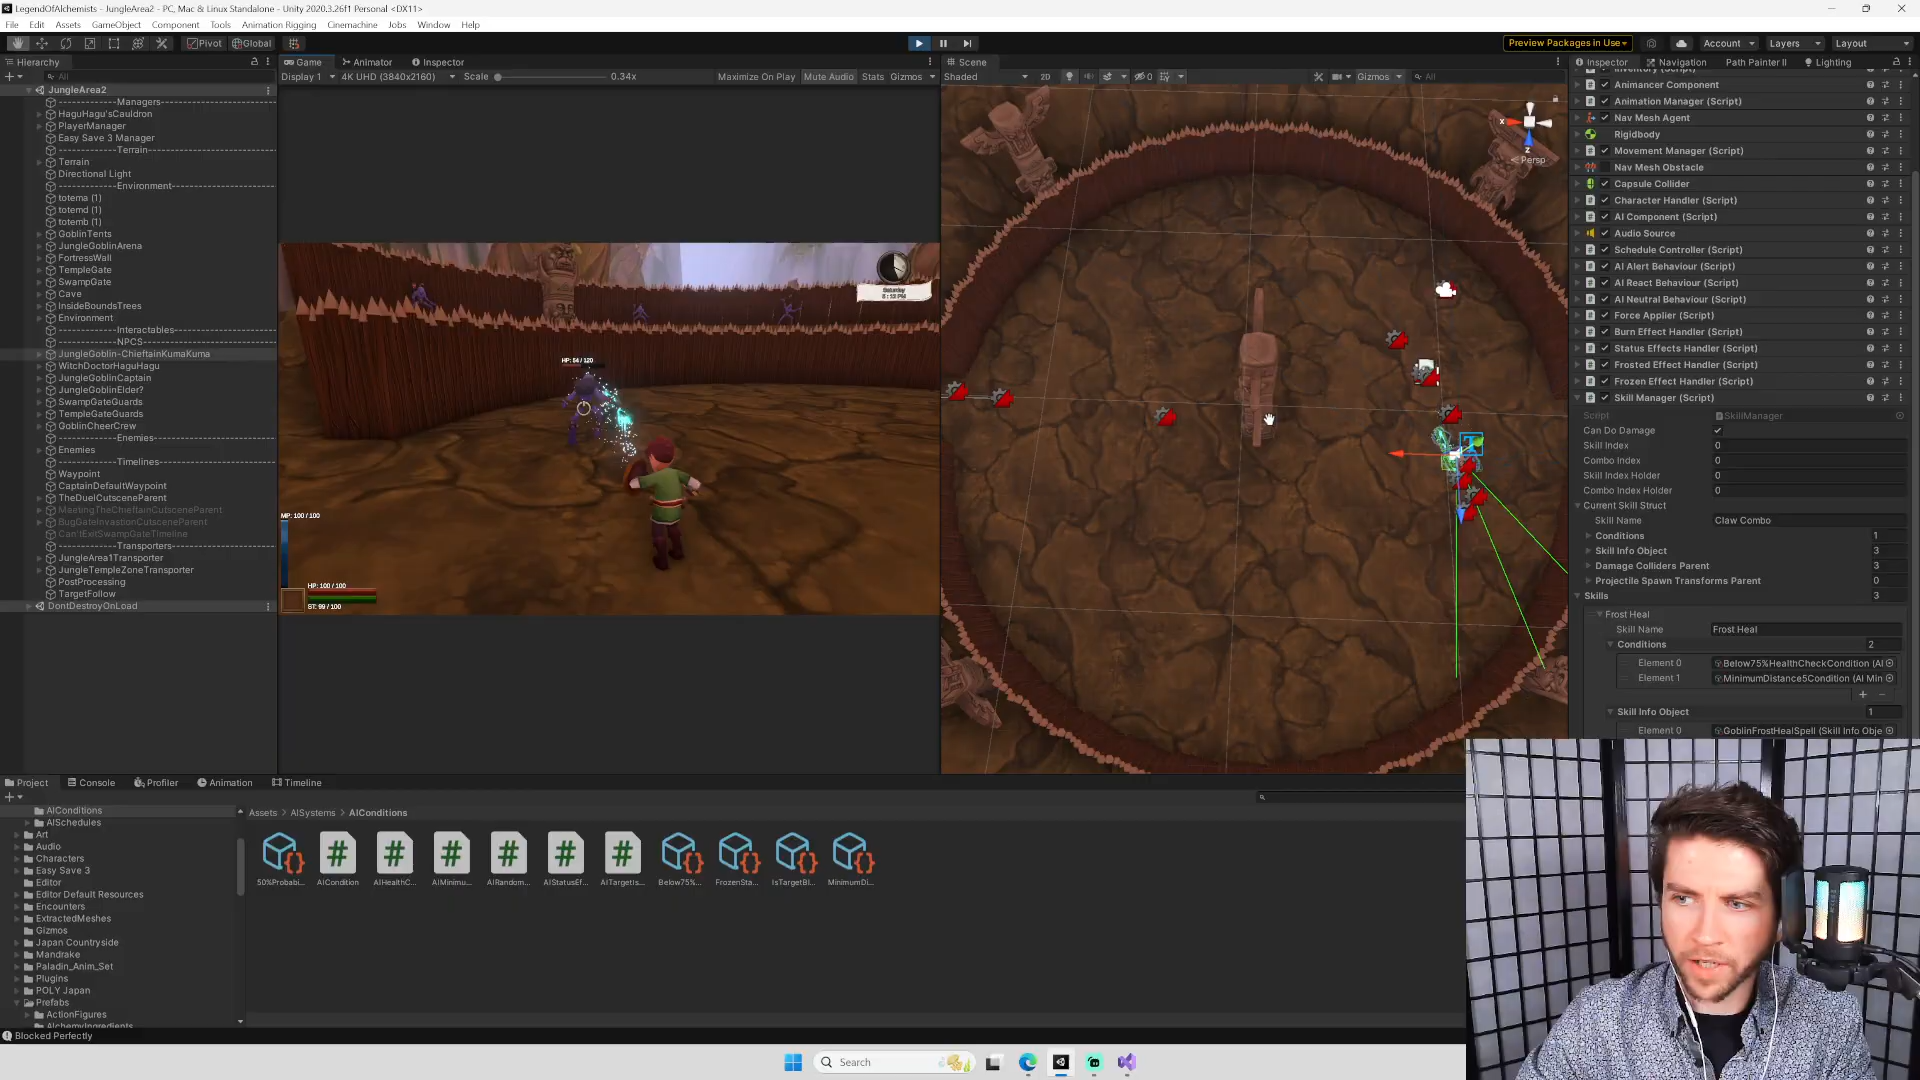 LegendOfAlchemists - JungleArea2 - PC, Mac & Linux Standalone - Unity 2020.3.26f1 Personal <DX11>
File Edit Assets GameObject Component Tools Animation Rigging Cinemachine Jobs Window Help
Pivot Global Preview Packages in Use Account Layers Layout
Hierarchy Game Animator Inspector Scene Inspector Navigation Path Painter II Lighting
All Display 1 4K UHD (3840x2160) Scale 0.34x Maximize On Play Mute Audio Stats Gizmos Shaded 2D 0 Gizmos All
JungleArea2
Managers
HaguHagu'sCauldron
PlayerManager
Easy Save 3 Manager
Terrain
Terrain
Directional Light
Environment
totema (1)
totemd (1)
totemb (1)
GoblinTents
JungleGoblinArena
FortressWall
TempleGate
SwampGate
Cave
InsideBoundsTrees
Environment
Interactables
NPCS
JungleGoblin-ChieftainKumaKuma
WitchDoctorHaguHagu
JungleGoblinCaptain
JungleGoblinElder?
SwampGateGuards
TempleGateGuards
GoblinCheerCrew
Enemies
Enemies
Timelines
Waypoint
CaptainDefaultWaypoint
TheDuelCutsceneParent
MeetingTheChieftainCutsceneParent
BugGateInvastionCutsceneParent
Can'tExitSwampGateTimeline
Transporters
JungleArea1Transporter
JungleTempleZoneTransporter
PostProcessing
TargetFollow
DontDestroyOnLoad
HP: 54 / 120
Saturday
MP: 100 / 100
HP: 100 / 100
ST: 99 / 100
x
z
Persp
Inventory (Script)
Animancer Component
Animation Manager (Script)
Nav Mesh Agent
Rigidbody
Movement Manager (Script)
Nav Mesh Obstacle
Capsule Collider
Character Handler (Script)
AI Component (Script)
Audio Source
Schedule Controller (Script)
AI Alert Behaviour (Script)
AI React Behaviour (Script)
AI Neutral Behaviour (Script)
Force Applier (Script)
Burn Effect Handler (Script)
Status Effects Handler (Script)
Frosted Effect Handler (Script)
Frozen Effect Handler (Script)
Skill Manager (Script)
Script SkillManager
Can Do Damage
Skill Index 0
Combo Index 0
Skill Index Holder 0
Combo Index Holder 0
Current Skill Struct
Skill Name Claw Combo
Conditions 1
Skill Info Object 3
Damage Colliders Parent 3
Projectile Spawn Transforms Parent 0
Skills 3
Frost Heal
Skill Name Frost Heal
Conditions 2
Element 0 Below75%HealthCheckCondition (AI
Element 1 MinimumDistance5Condition (AI Min
Skill Info Object 1
Element 0 GoblinFrostHealSpell (Skill Info Obje
Project Console Profiler Animation Timeline
AIConditions
AISchedules
Art
Audio
Characters
Easy Save 3
Editor
Editor Default Resources
Encounters
ExtractedMeshes
Gizmos
Japan Countryside
Mandrake
Paladin_Anim_Set
Plugins
POLY Japan
Prefabs
ActionFigures
AlchemyIngredients
Assets > AISystems > AIConditions
50%Probabi... AICondition AIHealthC... AIMinimu... AIRandom... AIStatusEf... AITargetIs... Below75%... FrozenSta... IsTargetBl... MinimumDi...
Blocked Perfectly
Search